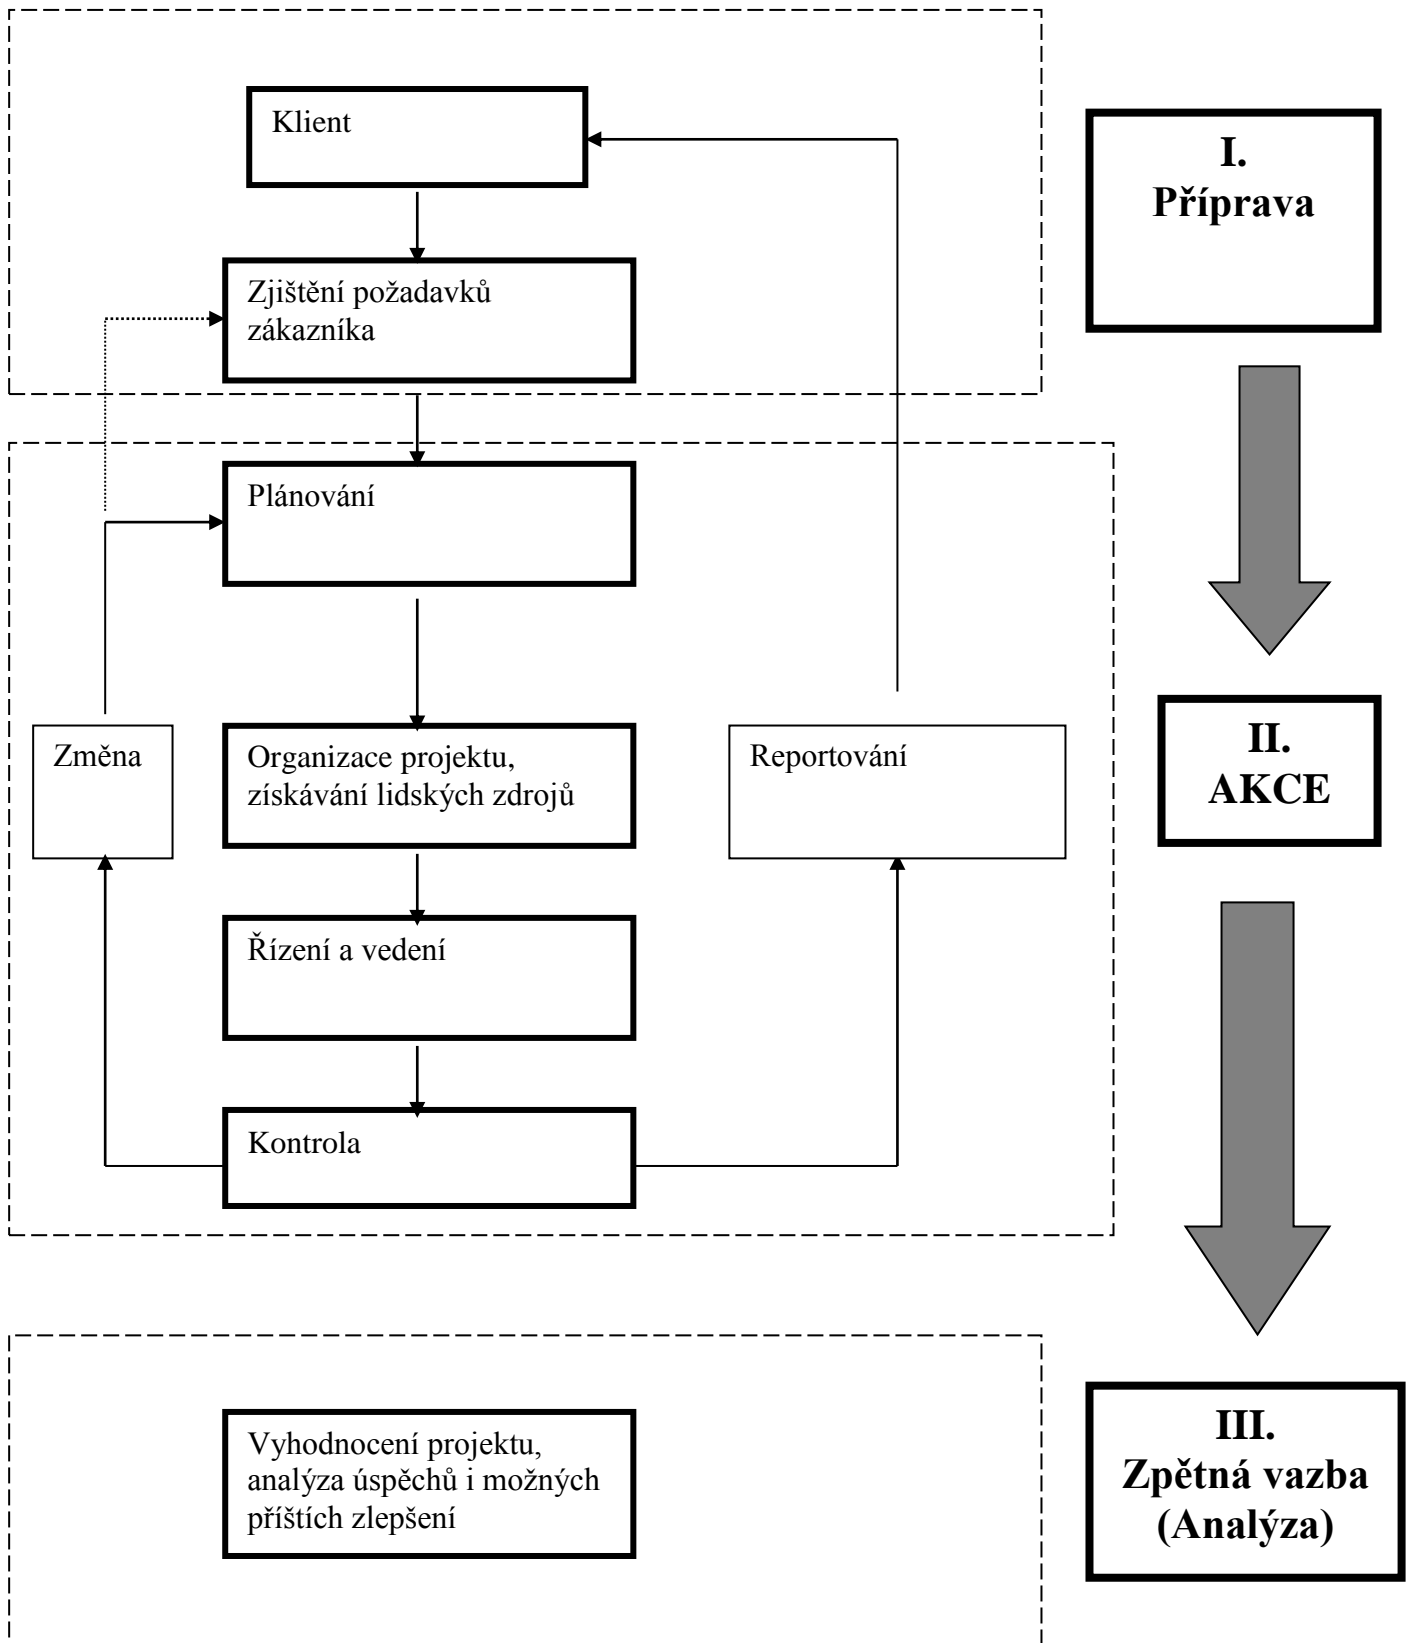 Klient
I.
Příprava
Zjištění požadavků
zákazníka
Plánování
Změna
Organizace projektu,
získávání lidských zdrojů
Reportování
II.
AKCE
Řízení a vedení
Kontrola
Vyhodnocení projektu,
analýza úspěchů i možných
příštích zlepšení
III.
Zpětná vazba
(Analýza)